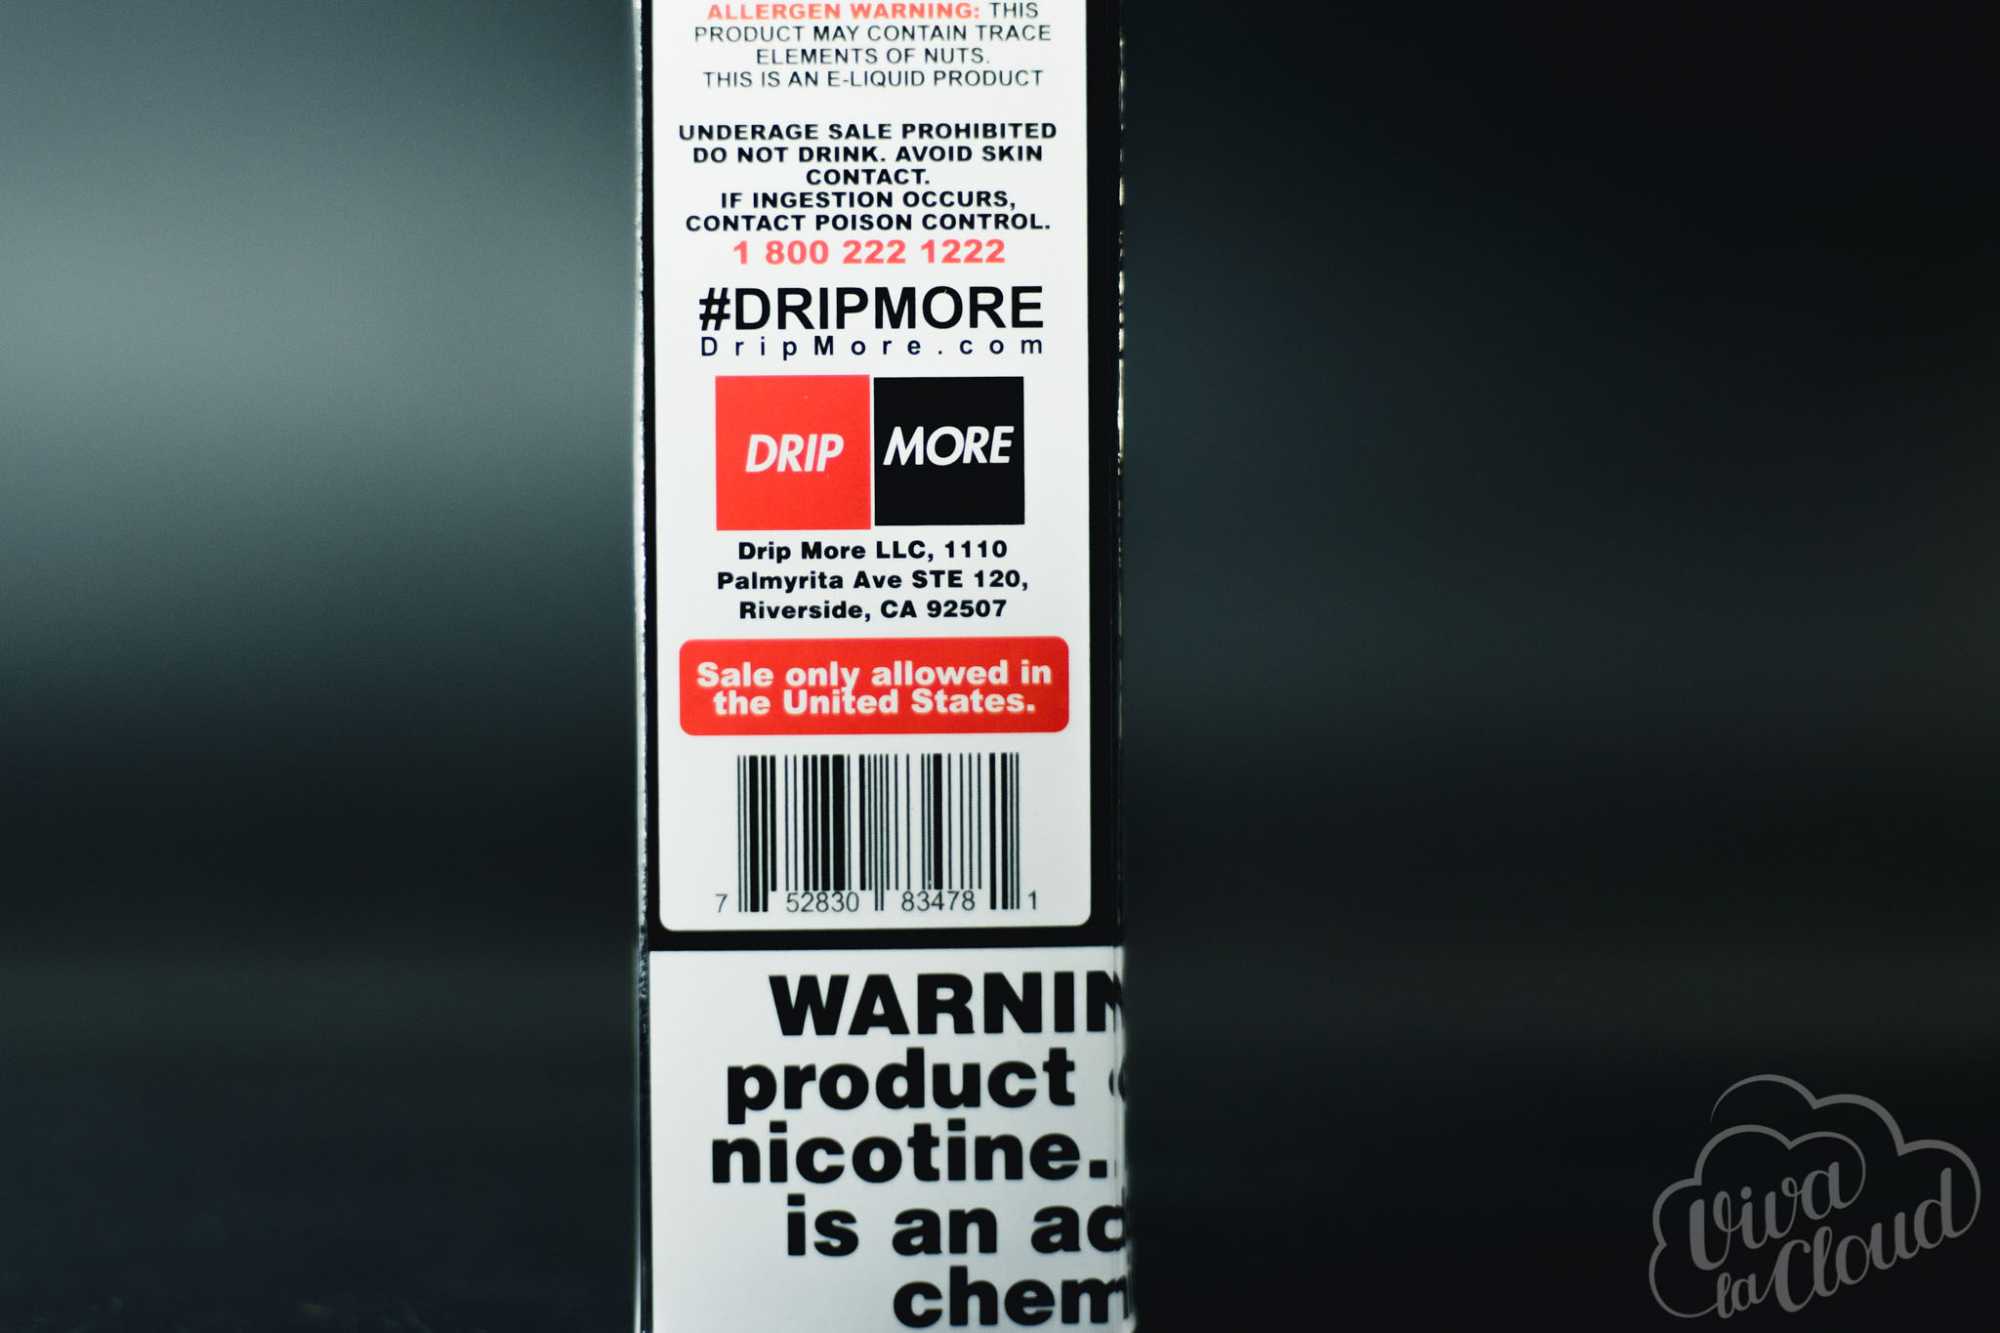 ALLERGEN WARNING: THIS
PRODUCT MAY CONTAIN TRACE
ELEMENTS OF NUTS.
THIS IS AN E-LIQUID PRODUCT
UNDERAGE SALE PROHIBITED
DO NOT DRINK. AVOID SKIN
CONTACT.
IF INGESTION OCCURS,
CONTACT POISON CONTROL.
1 800 222 1222
#DRIPMORE
DripMore.com
DRIP MORE
Drip More LLC, 1110
Palmyrita Ave STE 120,
Riverside, CA 92507
Sale only allowed in
the United States.
7 52830 83478 1
WARNIN
product
nicotine.
is an ad
chem
Viva
la Cloud